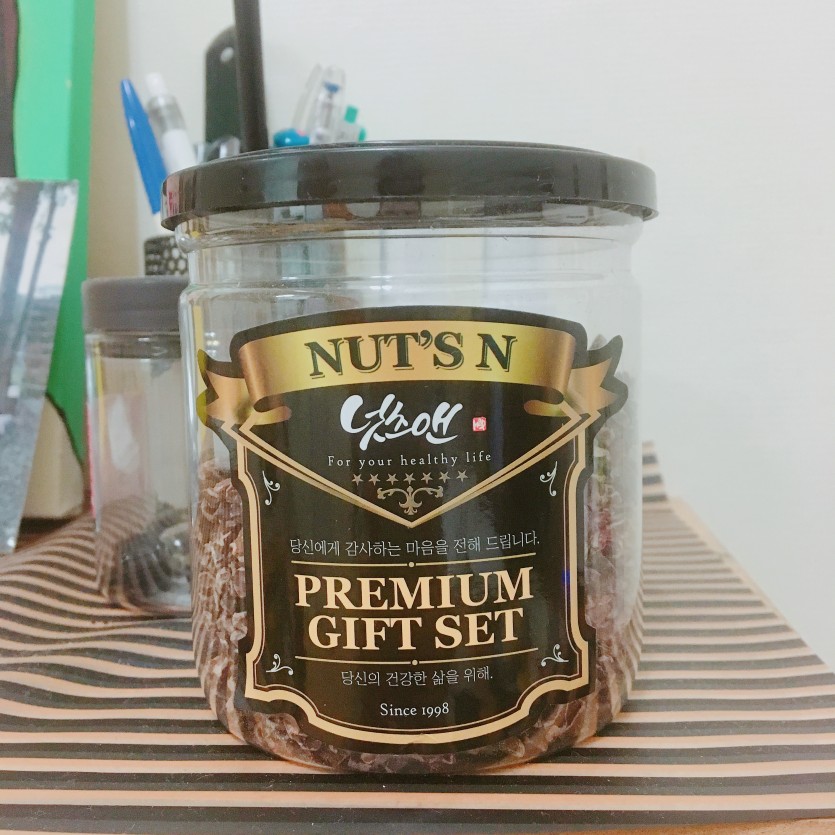 NUT'S N
넛츠앤
For your healthy life
당신에게 감사하는 마음을 전해 드립니다.
PREMIUM
GIFT SET
당신의 건강한 삶을 위해.
Since 1998